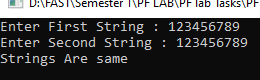 D:\FAST\Semester 1\PF LAB\PF lab Tasks\PF
Enter First String : 123456789
Enter Second String : 123456789
Strings Are same